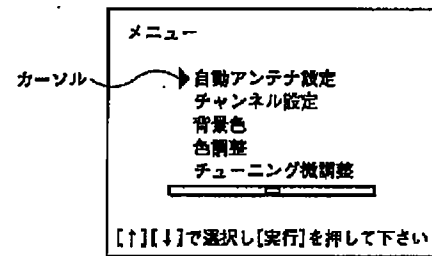 メニュー
カーソル
自動アンテナ設定
チャンネル設定
背景色
色調整
チューニング微調整
[↑][↓]で選択し[実行]を押して下さい